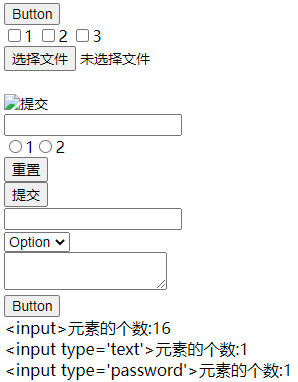 Button
1 2 3
选择文件 未选择文件
提交
1 2
重置
提交
Option
Button
<input>元素的个数:16
<input type='text'>元素的个数:1
<input type='password'>元素的个数:1